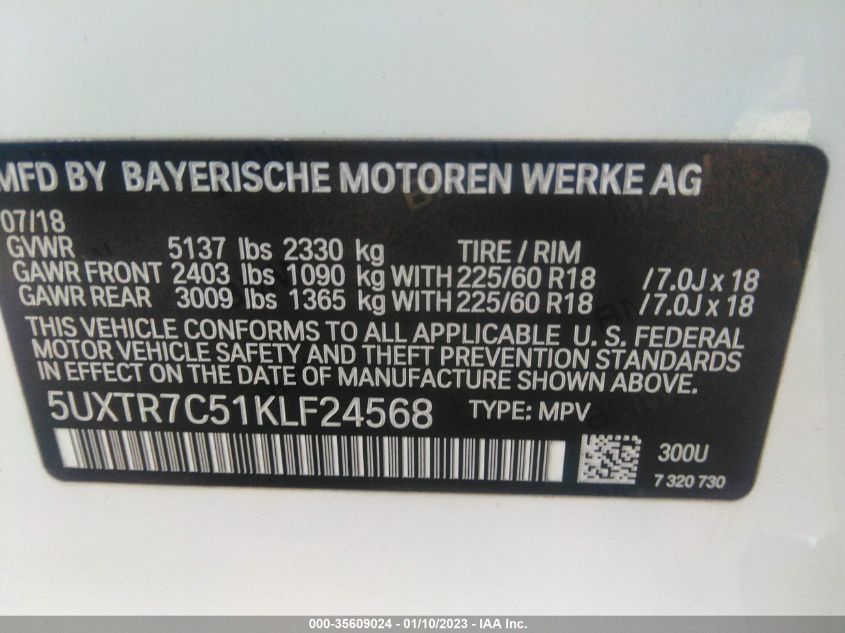 MFD BY BAYERISCHE MOTOREN WERKE AG
07/18
GVWR 5137 lbs 2330 kg TIRE / RIM
GAWR FRONT 2403 lbs 1090 kg WITH 225/60 R18 / 7.0J x 18
GAWR REAR 3009 lbs 1365 kg WITH 225/60 R18 / 7.0J x 18
THIS VEHICLE CONFORMS TO ALL APPLICABLE U. S. FEDERAL
MOTOR VEHICLE SAFETY AND THEFT PREVENTION STANDARDS
IN EFFECT ON THE DATE OF MANUFACTURE SHOWN ABOVE.
5UXTR7C51KLF24568 TYPE: MPV
300U
7 320 730
000-35609024 - 01/10/2023 - IAA Inc.